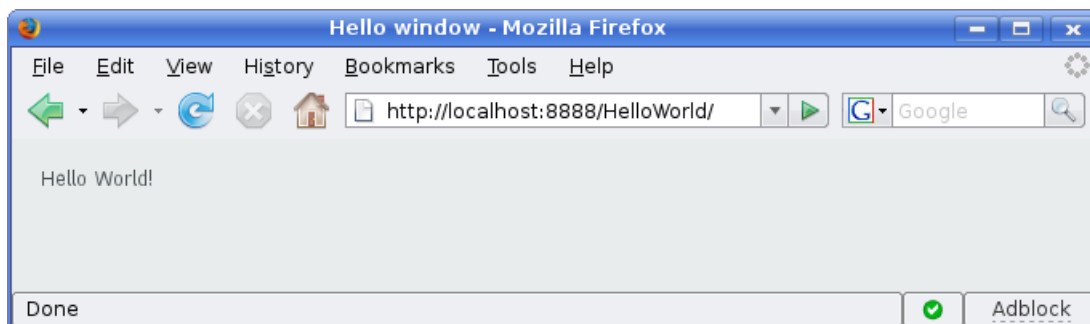 Hello window - Mozilla Firefox
File Edit View History Bookmarks Tools Help
http://localhost:8888/HelloWorld/ G Google
Hello World!
Done Adblock